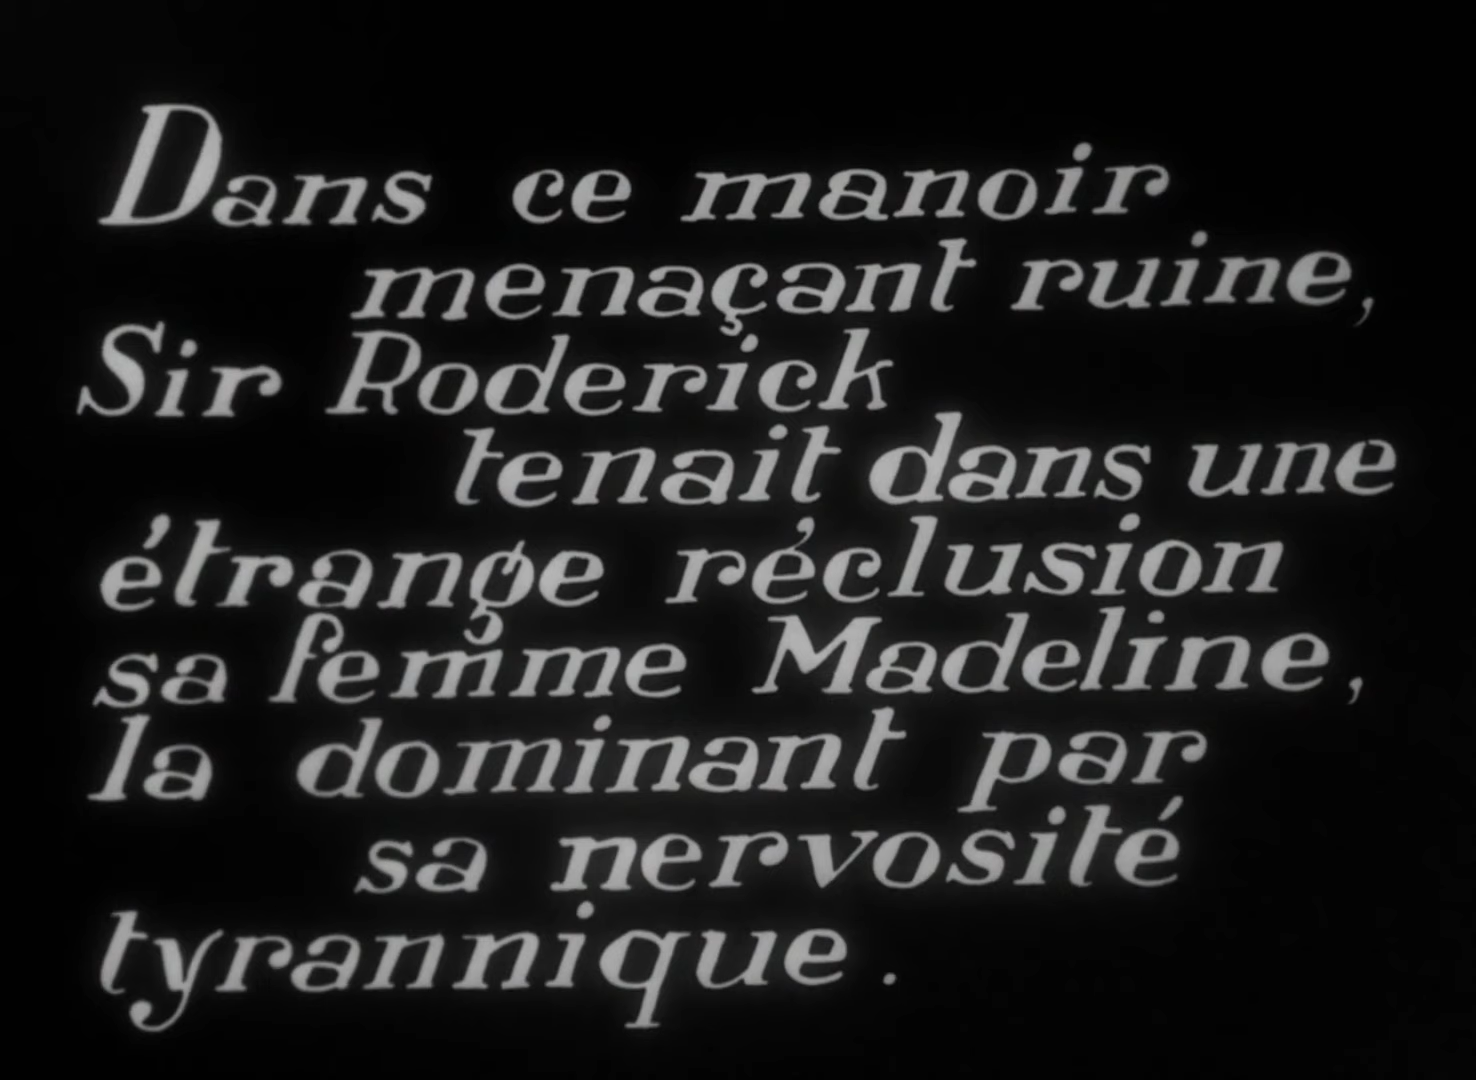 Dans ce manoir
menaçant ruine,
Sir Roderick
tenait dans une
étrange réclusion
sa femme Madeline,
la dominant par
sa nervosité
tyrannique.